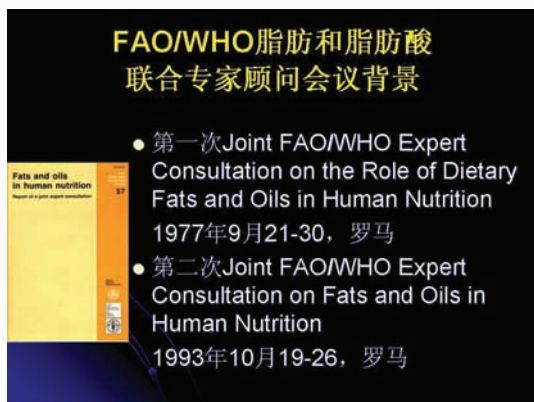 FAO/WHO脂肪和脂肪酸
联合专家顾问会议背景
第一次Joint FAO/WHO Expert
Consultation on the Role of Dietary
Fats and Oils in Human Nutrition
1977年9月21-30，罗马
第二次Joint FAO/WHO Expert
Consultation on Fats and Oils in
Human Nutrition
1993年10月19-26，罗马
Fats and oils
in human nutrition
Report of a joint expert consultation
57